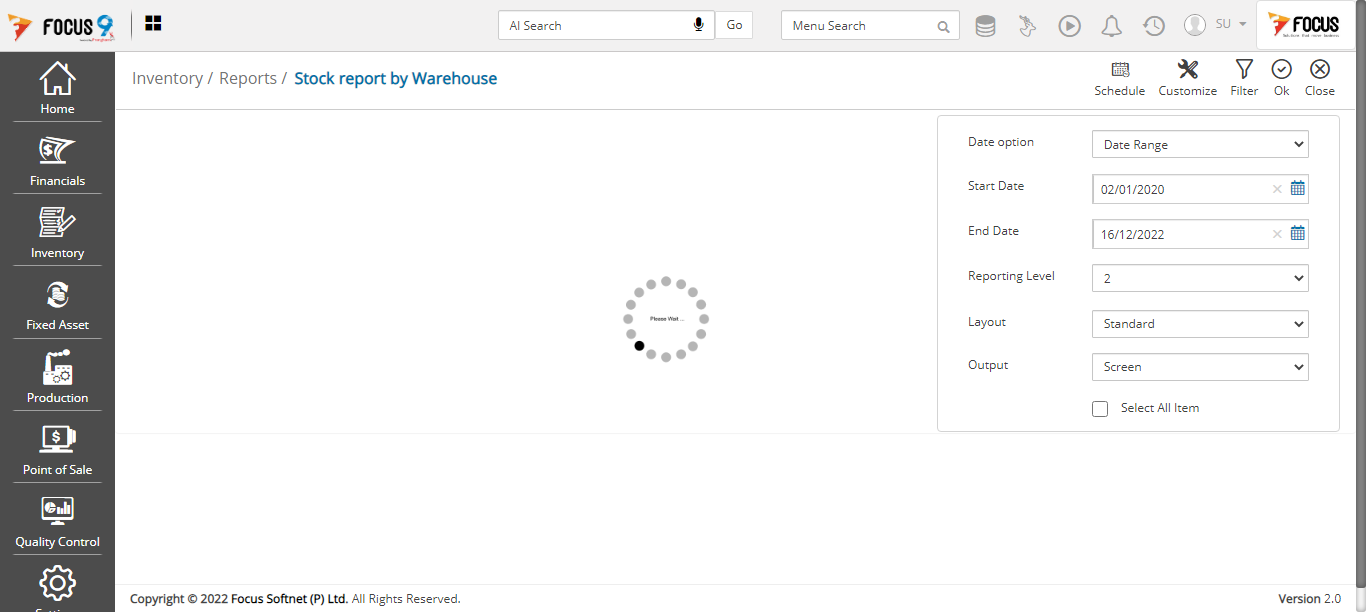 FOCUS 9
AI Search
Go
Menu Search
SU
FOCUS
Home
Financials
Inventory
Fixed Asset
Production
Point of Sale
Quality Control
Inventory / Reports / Stock report by Warehouse
Schedule
Customize
Filter
Ok
Close
Please Wait ...
Date option
Date Range
Start Date
02/01/2020
End Date
16/12/2022
Reporting Level
2
Layout
Standard
Output
Screen
Select All Item
Copyright © 2022 Focus Softnet (P) Ltd. All Rights Reserved.
Version 2.0